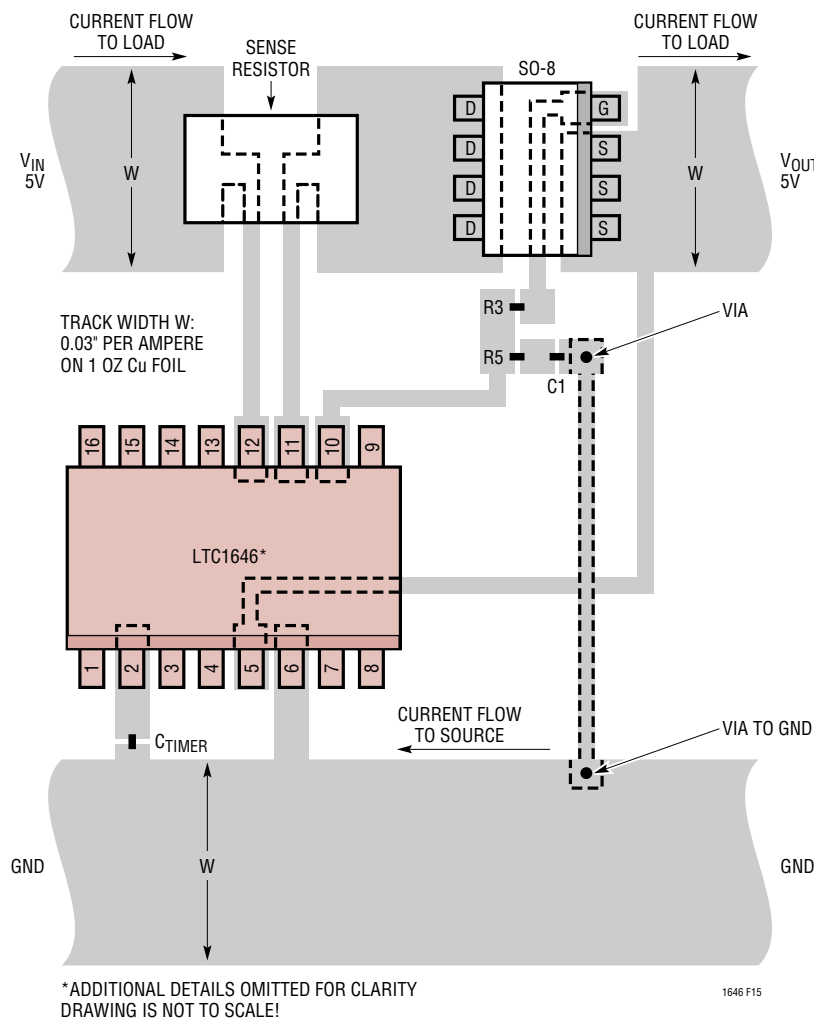 CURRENT FLOW
TO LOAD
SENSE
RESISTOR
SO-8
CURRENT FLOW
TO LOAD
D
G
D
S
D
S
D
S
VIN
5V
W
W
VOUT
5V
TRACK WIDTH W:
0.03" PER AMPERE
ON 1 OZ Cu FOIL
R3
VIA
R5
C1
16
15
14
13
12
11
10
9
LTC1646*
1
2
3
4
5
6
7
8
CTIMER
CURRENT FLOW
TO SOURCE
VIA TO GND
GND
W
GND
*ADDITIONAL DETAILS OMITTED FOR CLARITY
DRAWING IS NOT TO SCALE!
1646 F15